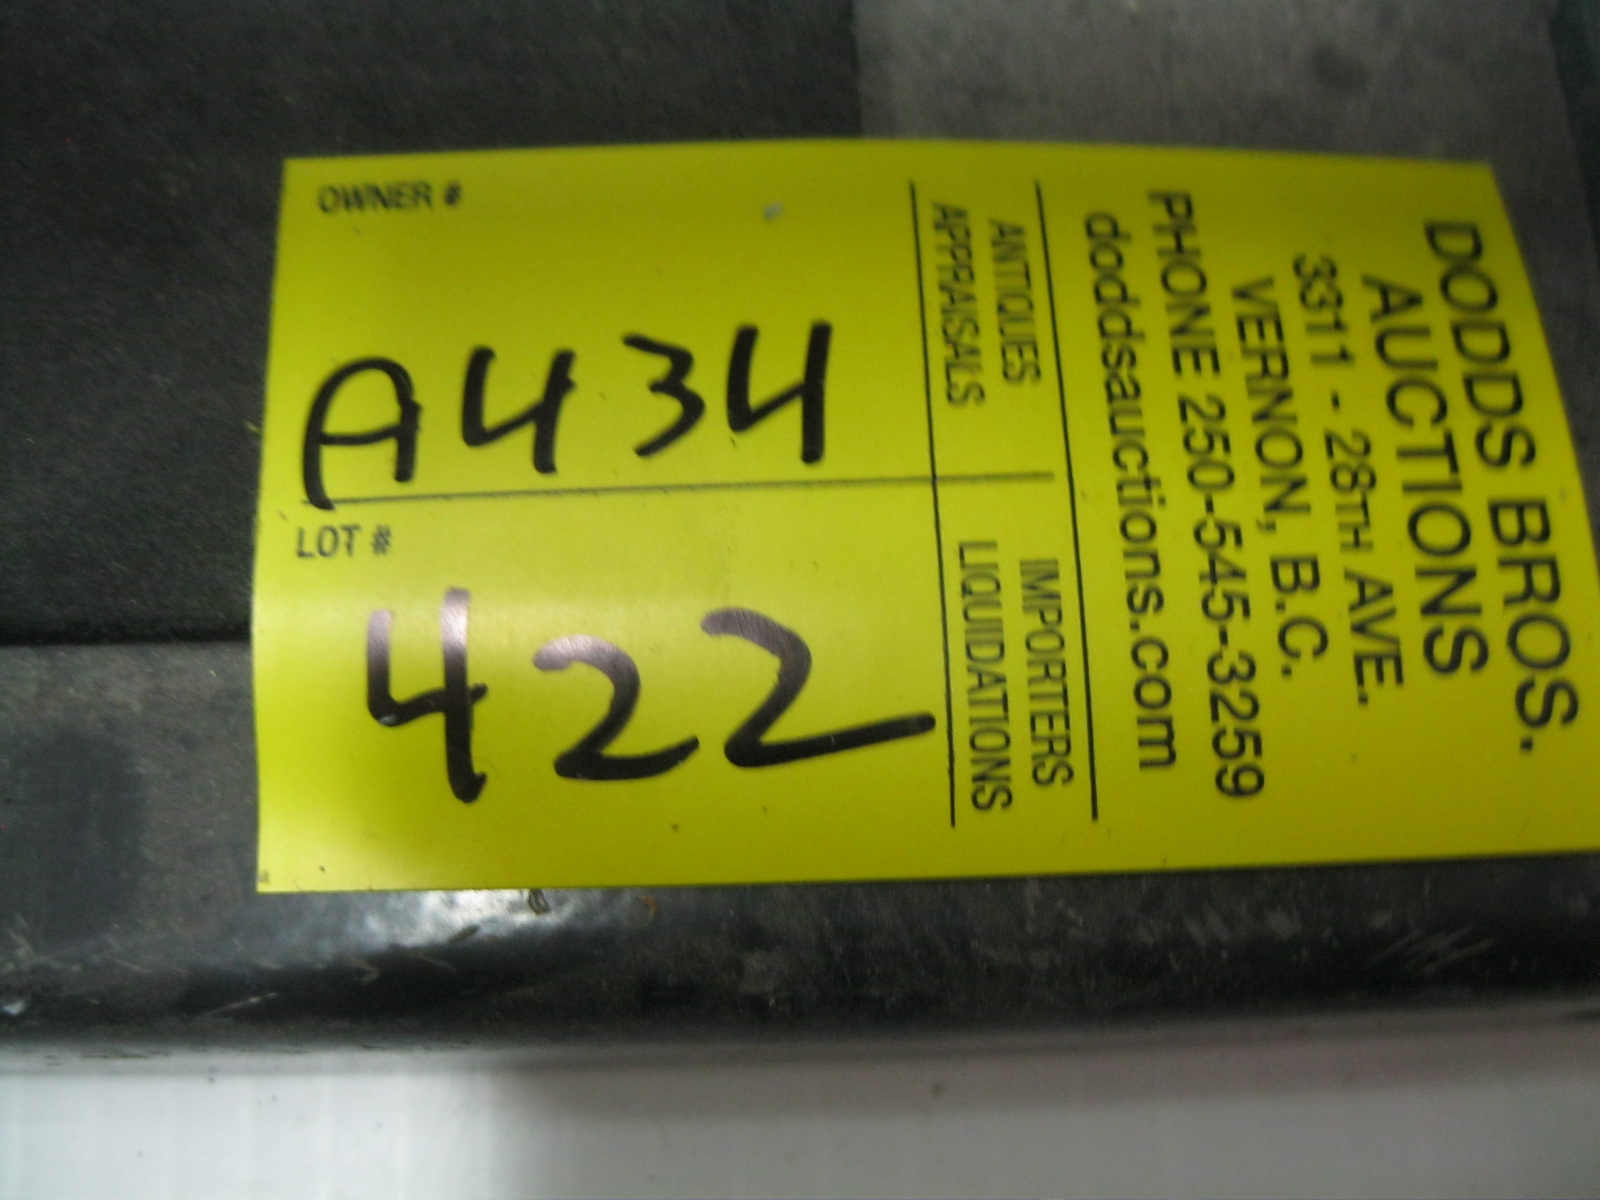 OWNER #
A434
LOT #
422
DODDS BROS.
AUCTIONS
3311 - 28TH AVE.
VERNON, B.C.
PHONE 250-545-3259
doddsauctions.com
ANTIQUES
APPRAISALS
IMPORTERS
LIQUIDATIONS